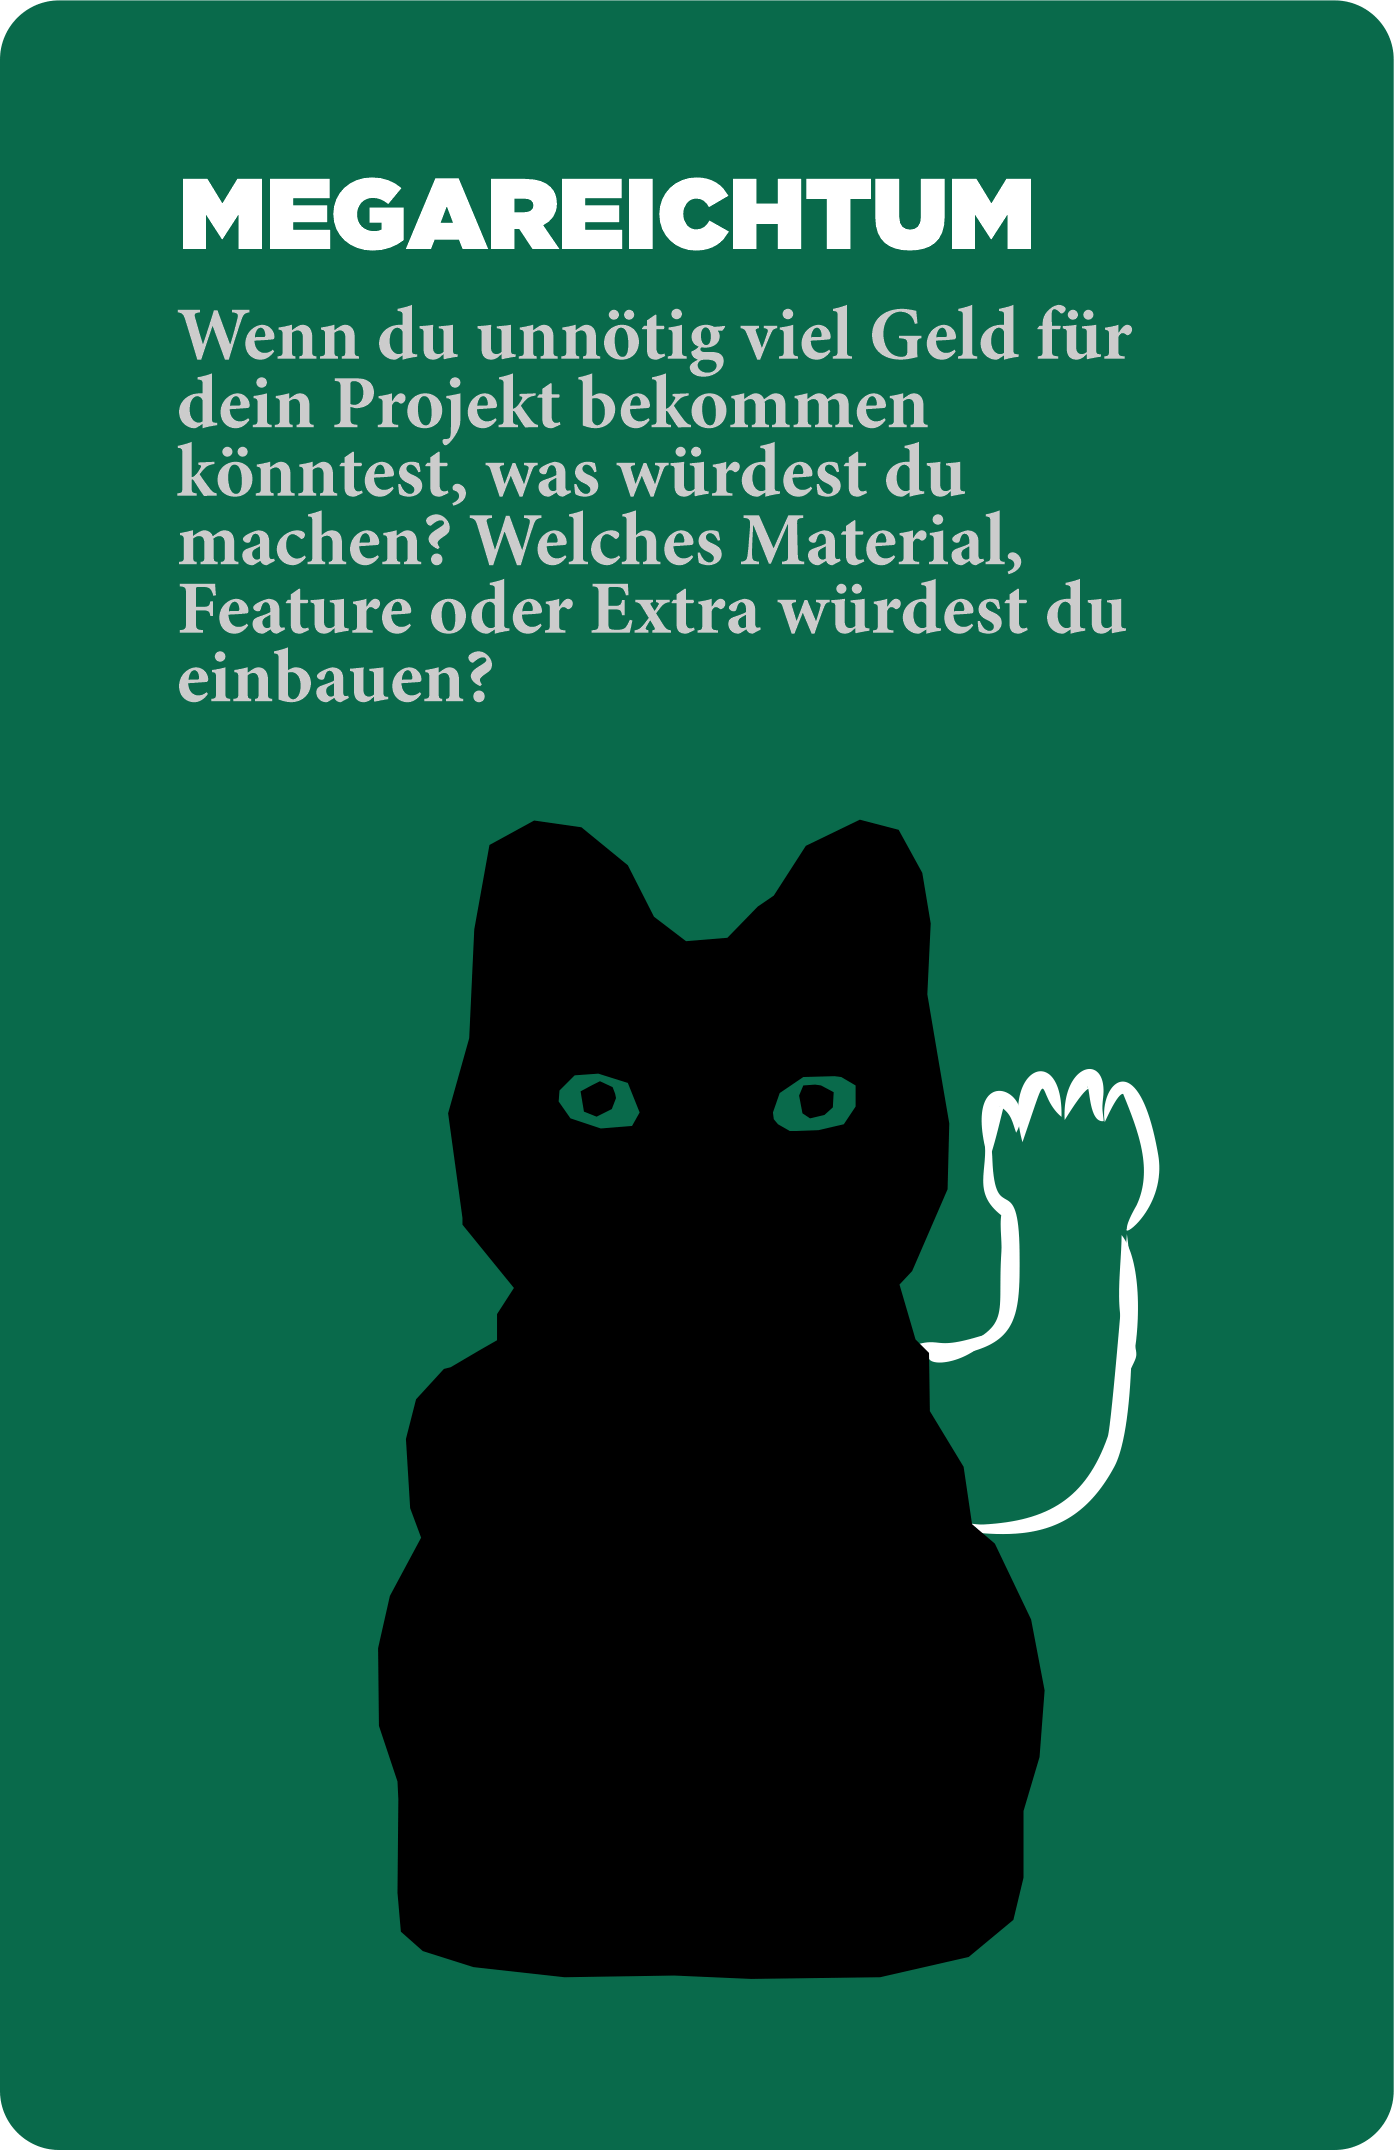 MEGAREICHTUM
Wenn du unnötig viel Geld für
dein Projekt bekommen
könntest, was würdest du
machen? Welches Material,
Feature oder Extra würdest du
einbauen?